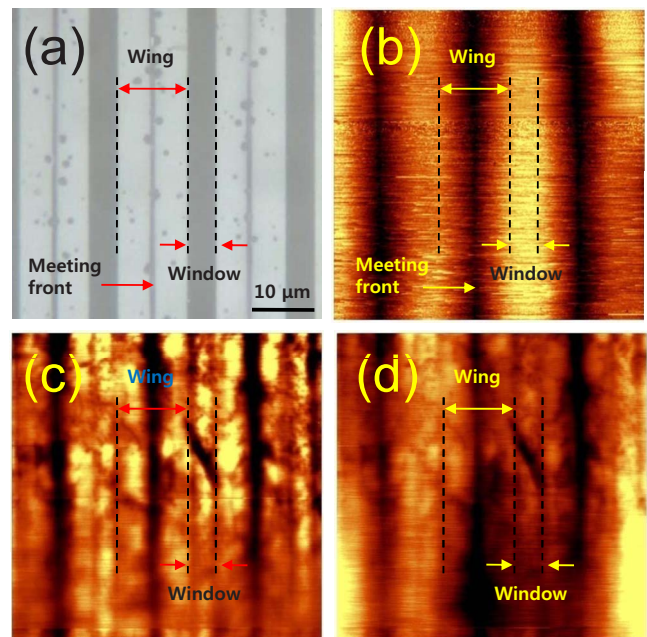 (a)
Wing
Meeting
front
Window
10 μm
(b)
Wing
Meeting
front
Window
(c)
Wing
Window
(d)
Wing
Window